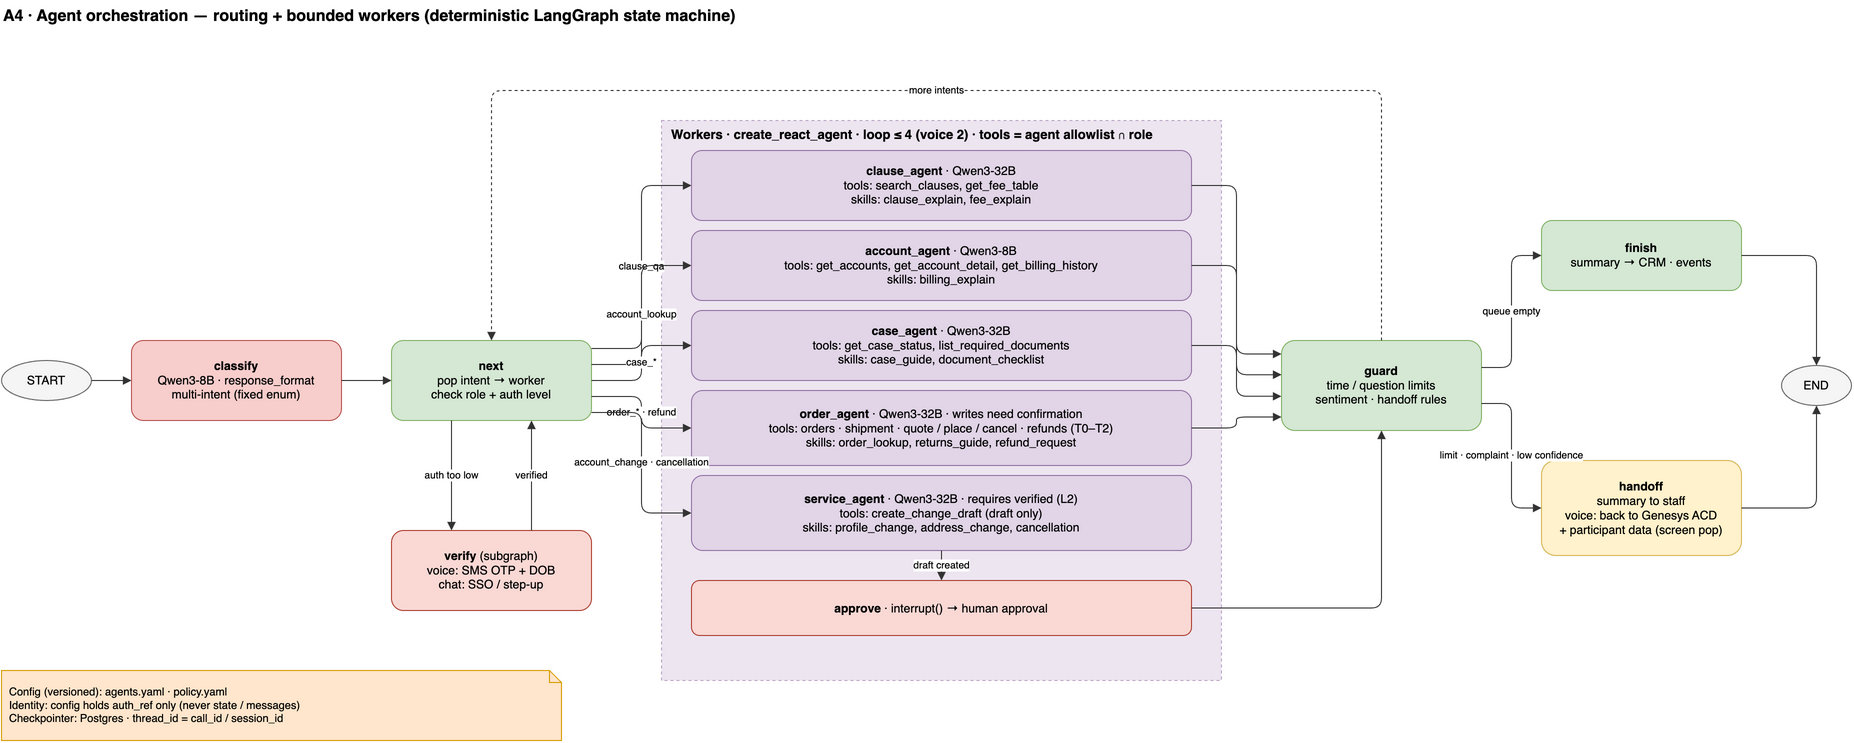 A4 · Agent orchestration — routing + bounded workers (deterministic LangGraph state machine)
more intents
Workers · create_react_agent · loop ≤ 4 (voice 2) · tools = agent allowlist ∩ role
clause_agent · Qwen3-32B
tools: search_clauses, get_fee_table
skills: clause_explain, fee_explain
account_agent · Qwen3-8B
tools: get_accounts, get_account_detail, get_billing_history
skills: billing_explain
case_agent · Qwen3-32B
tools: get_case_status, list_required_documents
skills: case_guide, document_checklist
order_agent · Qwen3-32B · writes need confirmation
tools: orders · shipment · quote / place / cancel · refunds (T0–T2)
skills: order_lookup, returns_guide, refund_request
service_agent · Qwen3-32B · requires verified (L2)
tools: create_change_draft (draft only)
skills: profile_change, address_change, cancellation
draft created
approve · interrupt() → human approval
START
classify
Qwen3-8B · response_format
multi-intent (fixed enum)
next
pop intent → worker
check role + auth level
clause_qa
account_lookup
case_*
order_* · refund
account_change · cancellation
auth too low
verified
verify (subgraph)
voice: SMS OTP + DOB
chat: SSO / step-up
guard
time / question limits
sentiment · handoff rules
queue empty
limit · complaint · low confidence
finish
summary → CRM · events
END
handoff
summary to staff
voice: back to Genesys ACD
+ participant data (screen pop)
Config (versioned): agents.yaml · policy.yaml
Identity: config holds auth_ref only (never state / messages)
Checkpointer: Postgres · thread_id = call_id / session_id